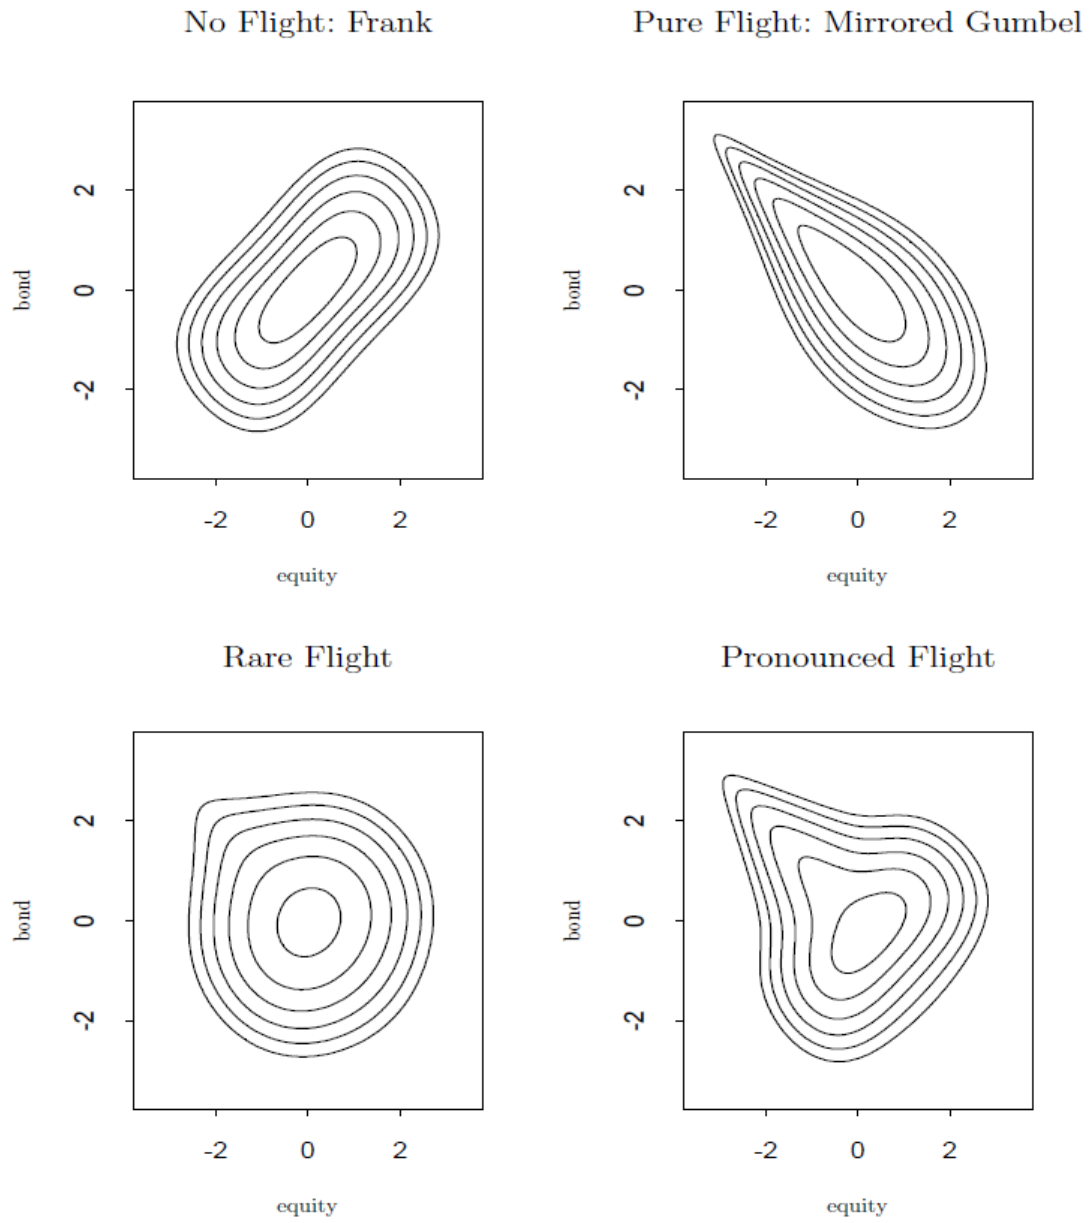 No Flight: Frank
Pure Flight: Mirrored Gumbel
bond
2
0
-2
-2 0 2
equity
bond
2
0
-2
-2 0 2
equity
Rare Flight
Pronounced Flight
bond
2
0
-2
-2 0 2
equity
bond
2
0
-2
-2 0 2
equity